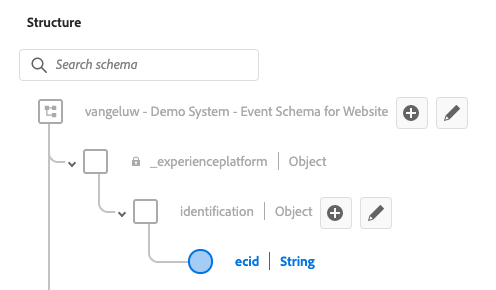 Structure
Search schema
vangeluw - Demo System - Event Schema for Website
_experienceplatform | Object
identification | Object
ecid | String